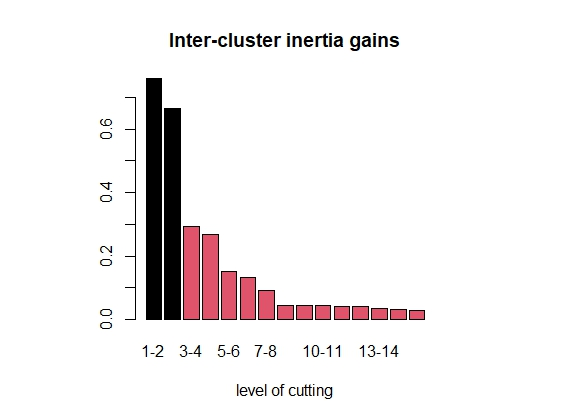 Inter-cluster inertia gains
0.6
0.4
0.2
0.0
1-2 3-4 5-6 7-8 10-11 13-14
level of cutting